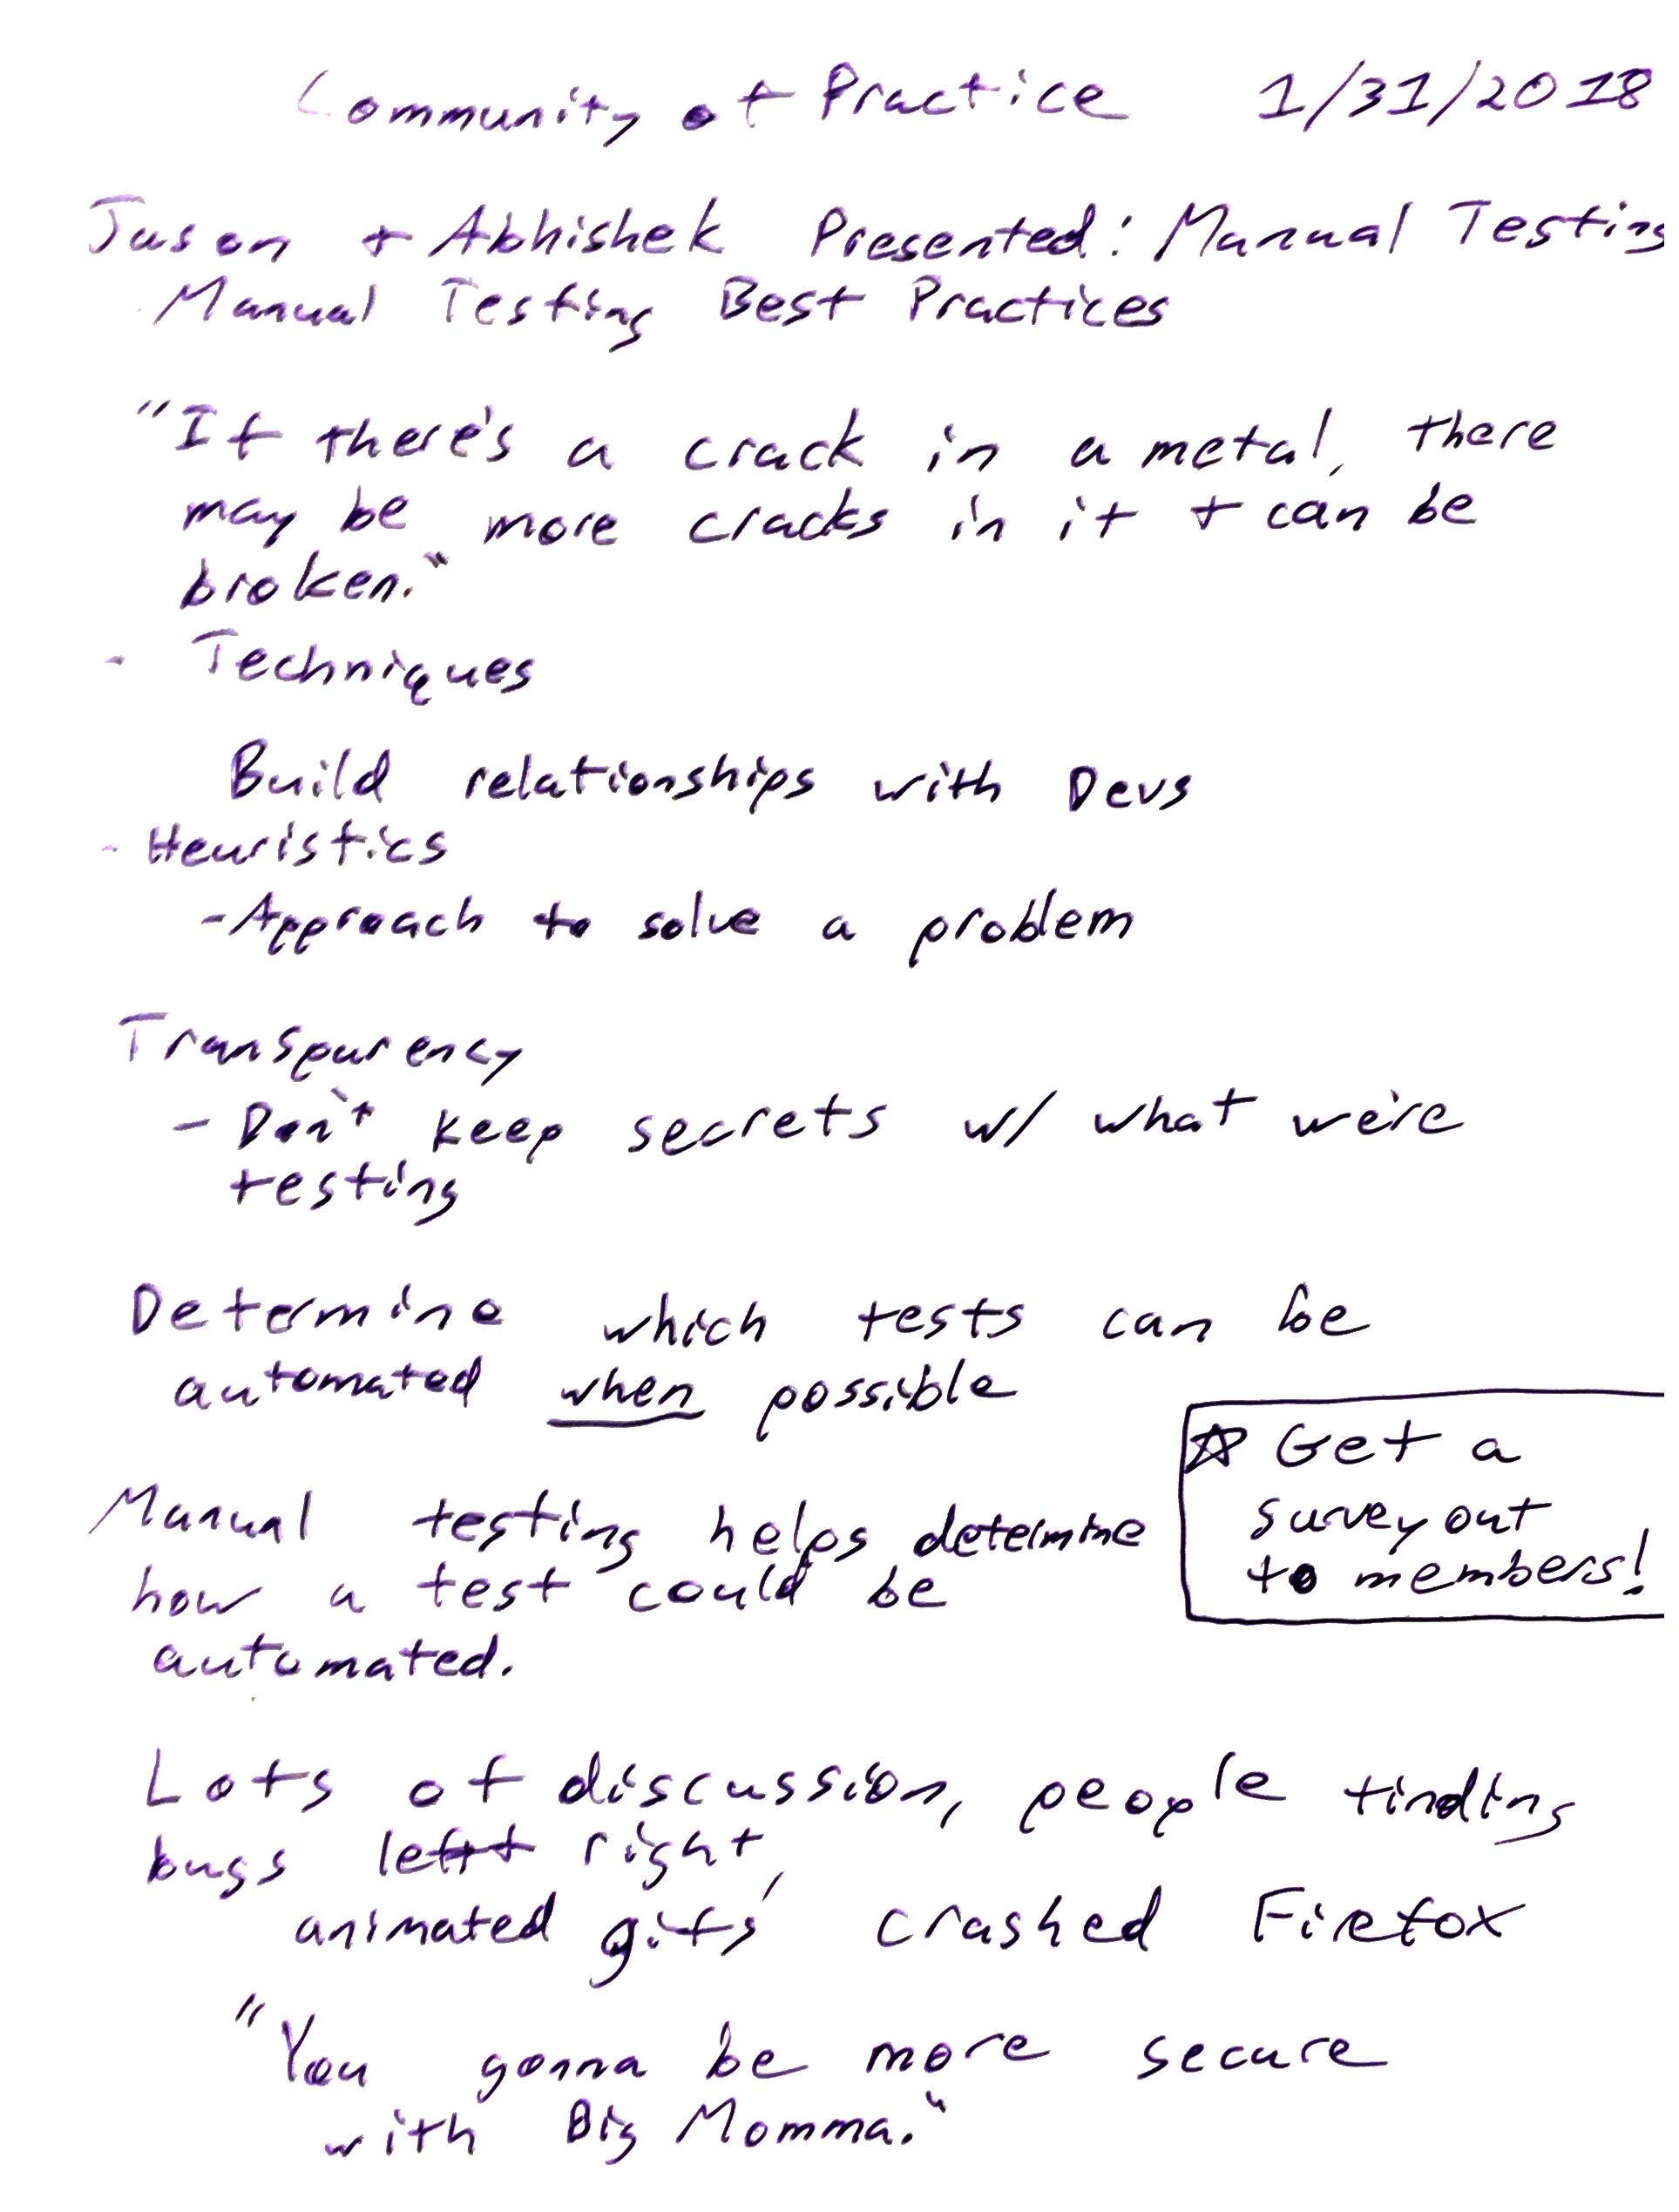 Community of Practice 1/31/2018
Jason + Abhishek Presented: Manual Testing
Manual Testing Best Practices
"If there's a crack in a metal, there
may be more cracks in it + can be
broken."
- Techniques
Build relationships with Devs
- Heuristics
- Approach to solve a problem
Transparency
- Don't keep secrets w/ what we're
testing
Determine which tests can be
automated when possible
☆ Get a
survey out
to members!
Manual testing helps determine
how a test could be
automated.
Lots of discussion, people finding
bugs left right,
animated gifs crashed Firefox
"You gonna be more secure
with Big Momma."